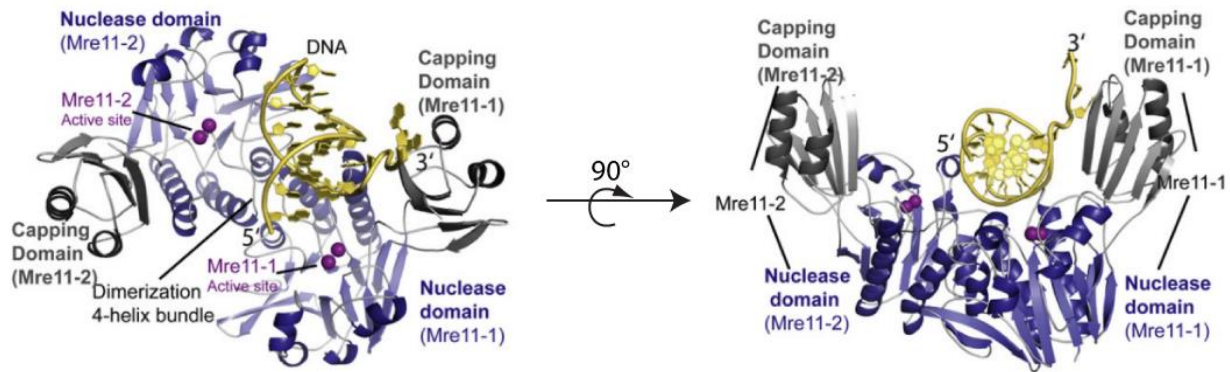 Nuclease domain
(Mre11-2)
DNA
Capping
Domain
(Mre11-1)
Mre11-2
Active site
3'
5'
Capping
Domain
(Mre11-2)
Mre11-1
Active site
Dimerization
4-helix bundle
Nuclease
domain
(Mre11-1)
90°
Capping
Domain
(Mre11-2)
3'
Capping
Domain
(Mre11-1)
5'
Mre11-2
Mre11-1
Nuclease
domain
(Mre11-2)
Nuclease
domain
(Mre11-1)